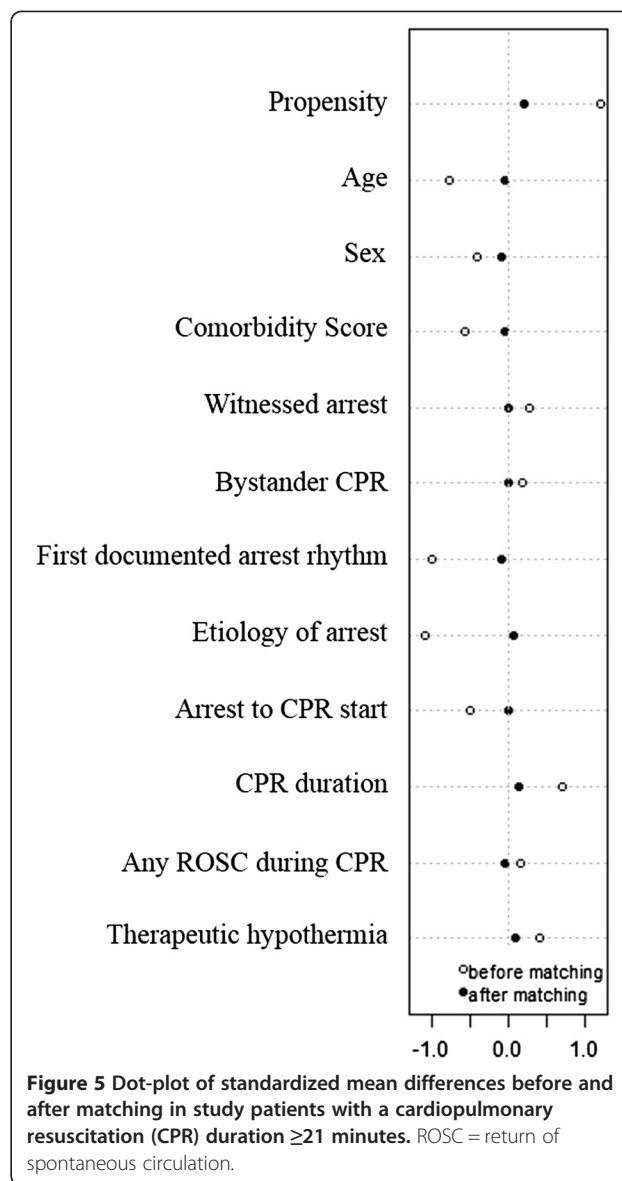 Propensity
Age
Sex
Comorbidity Score
Witnessed arrest
Bystander CPR
First documented arrest rhythm
Etiology of arrest
Arrest to CPR start
CPR duration
Any ROSC during CPR
Therapeutic hypothermia
before matching
after matching
-1.0 0.0 1.0
Figure 5 Dot-plot of standardized mean differences before and
after matching in study patients with a cardiopulmonary
resuscitation (CPR) duration ≥21 minutes. ROSC = return of
spontaneous circulation.